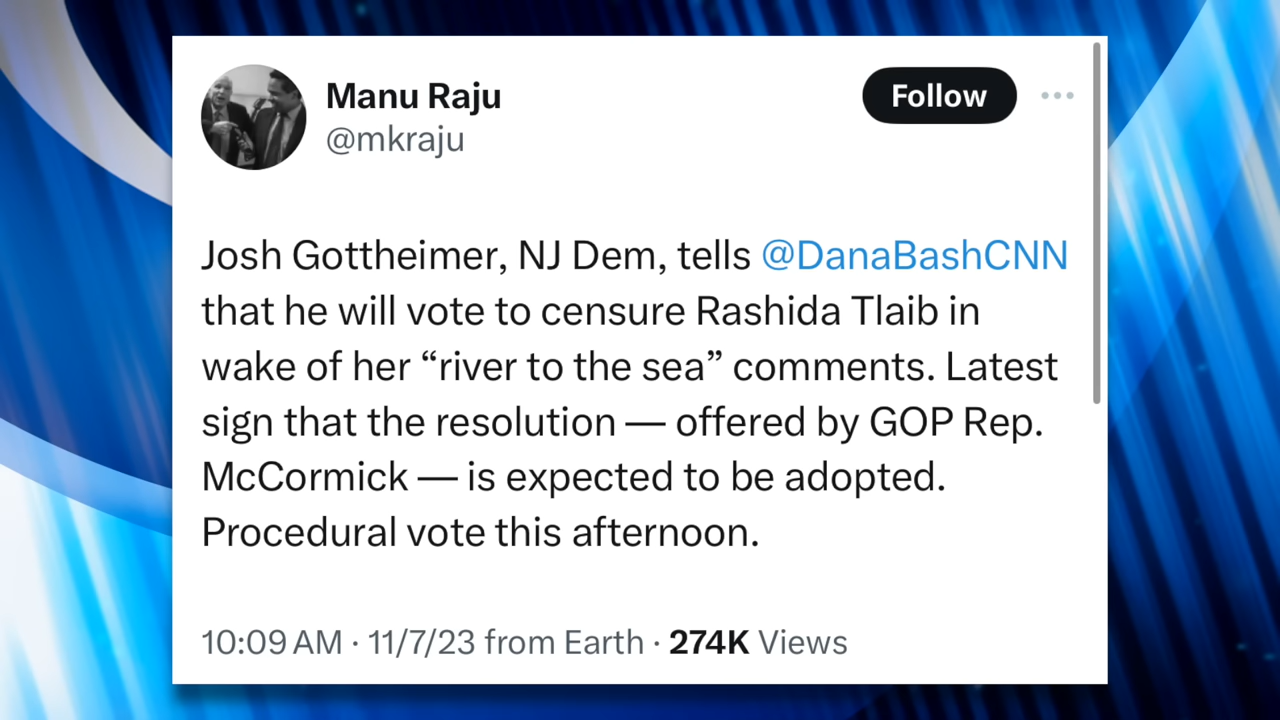 Manu Raju
@mkraju
Follow
Josh Gottheimer, NJ Dem, tells @DanaBashCNN
that he will vote to censure Rashida Tlaib in
wake of her “river to the sea” comments. Latest
sign that the resolution — offered by GOP Rep.
McCormick — is expected to be adopted.
Procedural vote this afternoon.
10:09 AM · 11/7/23 from Earth · 274K Views